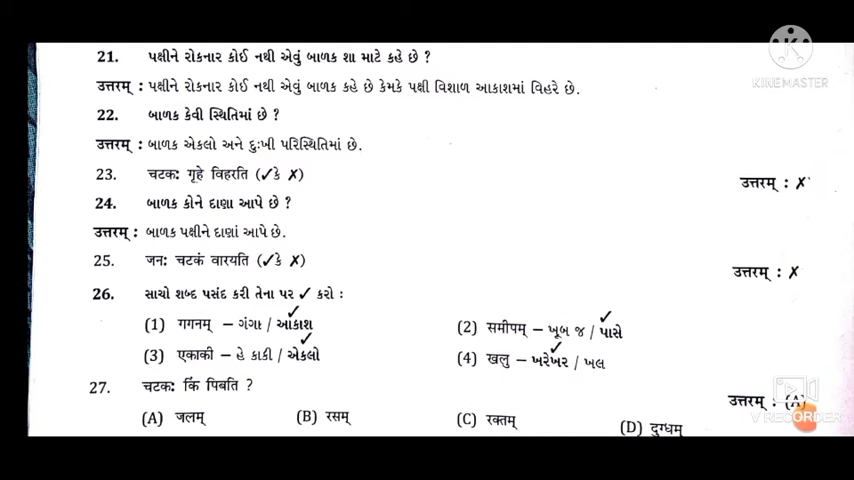 21. પક્ષીને રોકનાર કોઈ નથી એવું બાળક શા માટે કહે છે ?
उत्तरम् : પક્ષીને રોકનાર કોઈ નથી એવું બાળક કહે છે કેમકે પક્ષી વિશાળ આકાશમાં વિહરે છે.
22. બાળક કેવી સ્થિતિમાં છે ?
उत्तरम् : બાળક એકલો અને દુઃખી પરિસ્થિતિમાં છે.
23. चटक: गृहे विहरति (✓કે ✗) उत्तरम् : ✗
24. બાળક કોને દાણા આપે છે ?
उत्तरम् : બાળક પક્ષીને દાણાં આપે છે.
25. जन: चटकं वारयति (✓કે ✗) उत्तरम् : ✗
26. સાચો શબ્દ પસંદ કરી તેના પર ✓ કરો :
(1) गगनम् – ગંગા / આકાશ ✓ (2) समीपम् – ખૂબ જ / પાસે ✓
(3) एकाकी – હે કાકી / એકલો ✓ (4) खलु – ખરેખર ✓ / ખલ
27. चटक: किं पिबति ? उत्तरम् : (A)
(A) जलम् (B) रसम् (C) रक्तम् (D) दुग्धम्
KINEMASTER
V RECORDER